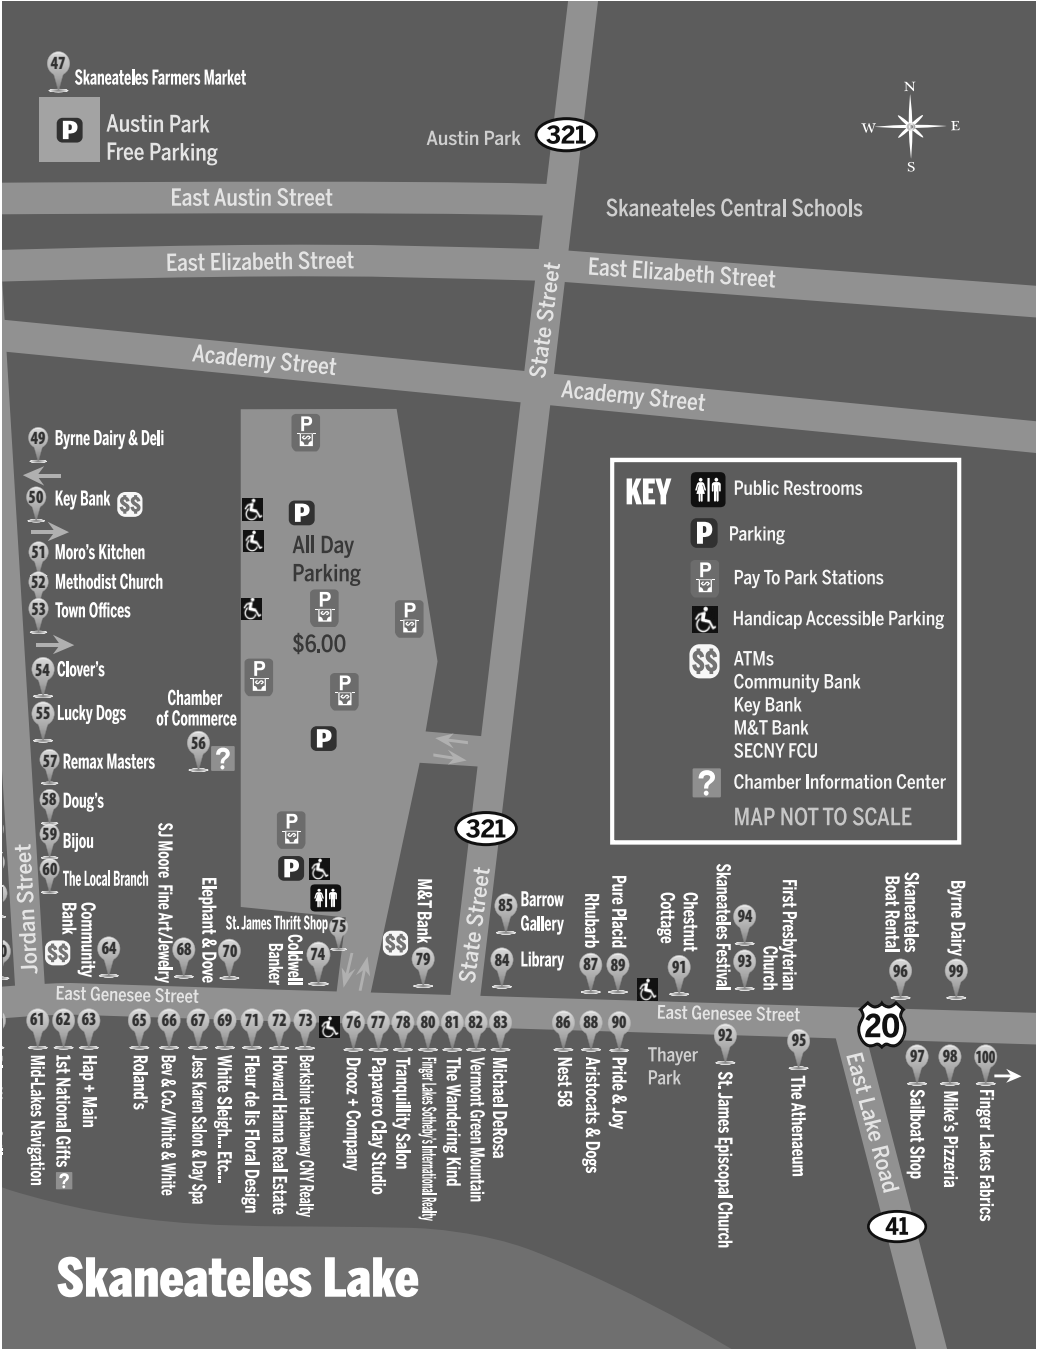 47
Skaneateles Farmers Market
P
Austin Park
Free Parking
Austin Park
321
N
W
E
S
East Austin Street
Skaneateles Central Schools
East Elizabeth Street
East Elizabeth Street
State Street
Academy Street
Academy Street
49 Byrne Dairy & Deli
50 Key Bank $$
51 Moro's Kitchen
52 Methodist Church
53 Town Offices
54 Clover's
55 Lucky Dogs
Chamber
of Commerce
56 ?
57 Remax Masters
58 Doug's
59 Bijou
60 The Local Branch
Jordan Street
P
P
All Day
Parking
P
P
$6.00
P
P
P
P
P
KEY
Public Restrooms
P Parking
P Pay To Park Stations
Handicap Accessible Parking
$$ ATMs
Community Bank
Key Bank
M&T Bank
SECNY FCU
? Chamber Information Center
MAP NOT TO SCALE
321
State Street
$$
Community
Bank
64
SJ Moore Fine Art/Jewelry
68
Elephant & Dove
70
St. James Thrift Shop 75
Coldwell
Banker
74
$$
M&T Bank
79
85 Barrow
Gallery
84 Library
Rhubarb
87
Pure Placid
89
Chestnut
Cottage
91
Skaneateles Festival
94
93
First Presbyterian
Church
Skaneateles
Boat Rental
96
Byrne Dairy
99
East Genesee Street
East Genesee Street
20
61 Mid-Lakes Navigation
62 1st National Gifts ?
63 Hap + Main
65 Roland's
66 Bev & Co./White & White
67 Jess Karen Salon & Day Spa
69 White Sleigh... Etc...
71 Fleur de lis Floral Design
72 Howard Hanna Real Estate
73 Berkshire Hathaway CNY Realty
76 Drooz + Company
77 Papavero Clay Studio
78 Tranquillity Salon
80 Finger Lakes Sotheby's International Realty
81 The Wandering Kind
82 Vermont Green Mountain
83 Michael DeRosa
86 Nest 58
88 Aristocats & Dogs
90 Pride & Joy
Thayer
Park
92 St. James Episcopal Church
95 The Athenaeum
East Lake Road
41
97 Sailboat Shop
98 Mike's Pizzeria
100 Finger Lakes Fabrics
Skaneateles Lake